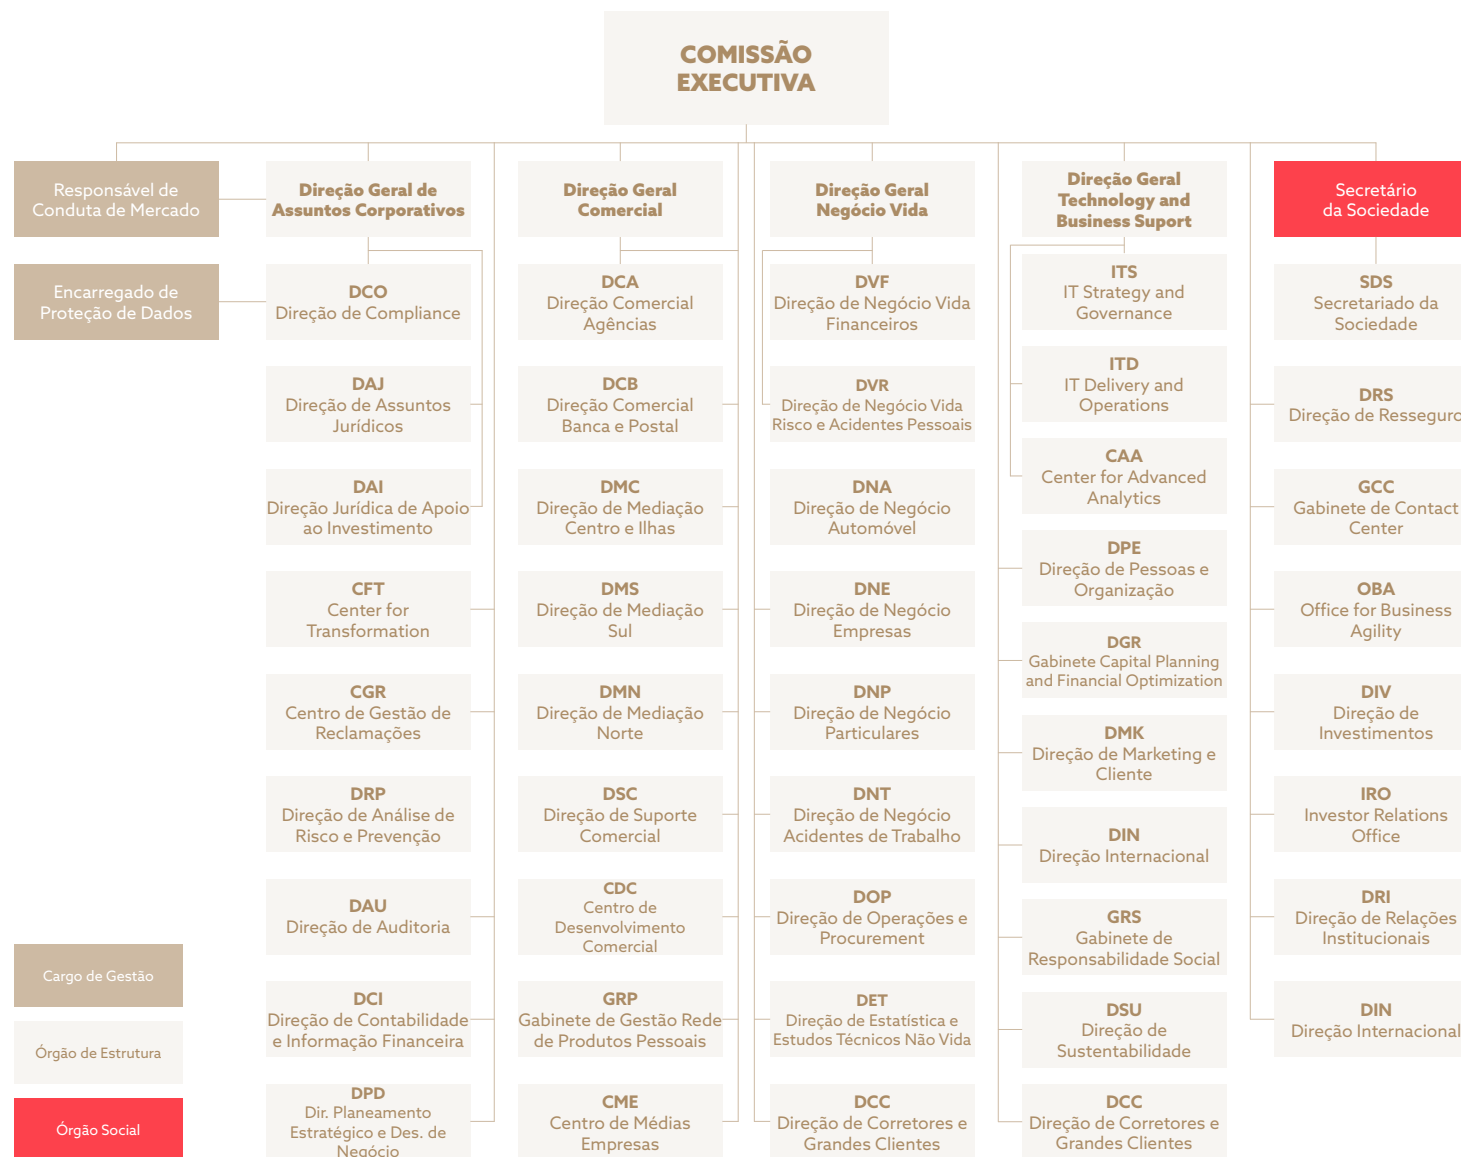 COMISSÃO
EXECUTIVA
Responsável de
Conduta de Mercado
Direção Geral de
Assuntos Corporativos
Direção Geral
Comercial
Direção Geral
Negócio Vida
Direção Geral
Technology and
Business Suport
Secretário
da Sociedade
Encarregado de
Proteção de Dados
DCO
Direção de Compliance
DAJ
Direção de Assuntos
Jurídicos
DAI
Direção Jurídica de Apoio
ao Investimento
CFT
Center for
Transformation
CGR
Centro de Gestão de
Reclamações
DRP
Direção de Análise de
Risco e Prevenção
DAU
Direção de Auditoria
DCI
Direção de Contabilidade
e Informação Financeira
DPD
Dir. Planeamento
Estratégico e Des. de
Negócio
DCA
Direção Comercial
Agências
DCB
Direção Comercial
Banca e Postal
DMC
Direção de Mediação
Centro e Ilhas
DMS
Direção de Mediação
Sul
DMN
Direção de Mediação
Norte
DSC
Direção de Suporte
Comercial
CDC
Centro de
Desenvolvimento
Comercial
GRP
Gabinete de Gestão Rede
de Produtos Pessoais
CME
Centro de Médias
Empresas
DVF
Direção de Negócio Vida
Financeiros
DVR
Direção de Negócio Vida
Risco e Acidentes Pessoais
DNA
Direção de Negócio
Automóvel
DNE
Direção de Negócio
Empresas
DNP
Direção de Negócio
Particulares
DNT
Direção de Negócio
Acidentes de Trabalho
DOP
Direção de Operações e
Procurement
DET
Direção de Estatística e
Estudos Técnicos Não Vida
DCC
Direção de Corretores e
Grandes Clientes
ITS
IT Strategy and
Governance
ITD
IT Delivery and
Operations
CAA
Center for Advanced
Analytics
DPE
Direção de Pessoas e
Organização
DGR
Gabinete Capital Planning
and Financial Optimization
DMK
Direção de Marketing e
Cliente
DIN
Direção Internacional
GRS
Gabinete de
Responsabilidade Social
DSU
Direção de
Sustentabilidade
DCC
Direção de Corretores e
Grandes Clientes
SDS
Secretariado da
Sociedade
DRS
Direção de Resseguro
GCC
Gabinete de Contact
Center
OBA
Office for Business
Agility
DIV
Direção de
Investimentos
IRO
Investor Relations
Office
DRI
Direção de Relações
Institucionais
DIN
Direção Internacional
Cargo de Gestão
Órgão de Estrutura
Órgão Social